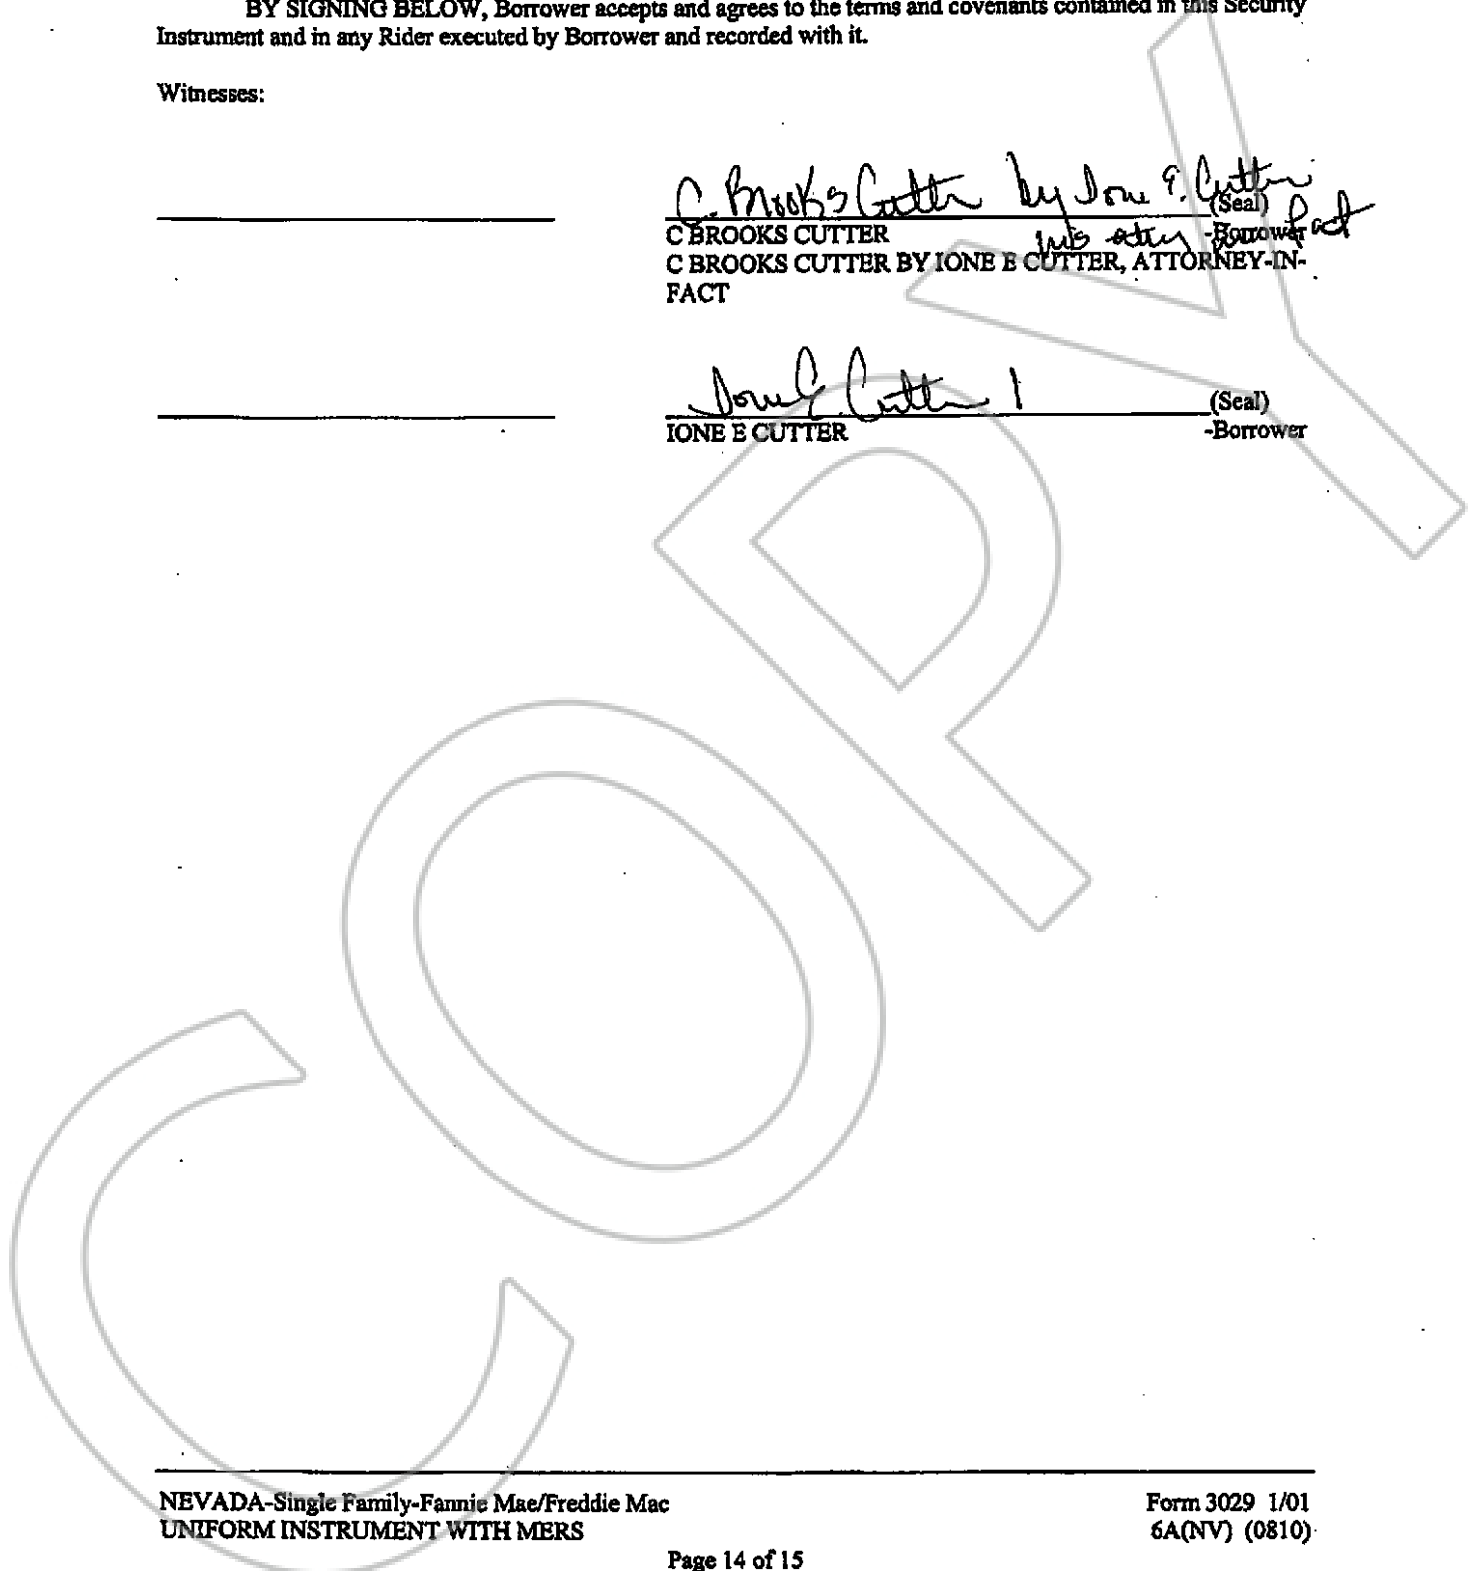 BY SIGNING BELOW, Borrower accepts and agrees to the terms and covenants contained in this Security
Instrument and in any Rider executed by Borrower and recorded with it.
Witnesses:
C. Brooks Cutter by Ione E. Cutter
(Seal)
his atty in fact
C BROOKS CUTTER
-Borrower
C BROOKS CUTTER BY IONE E CUTTER, ATTORNEY-IN-
FACT
Ione E. Cutter
(Seal)
IONE E CUTTER
-Borrower
COPY
NEVADA-Single Family-Fannie Mae/Freddie Mac
Form 3029 1/01
UNIFORM INSTRUMENT WITH MERS
6A(NV) (0810)
Page 14 of 15